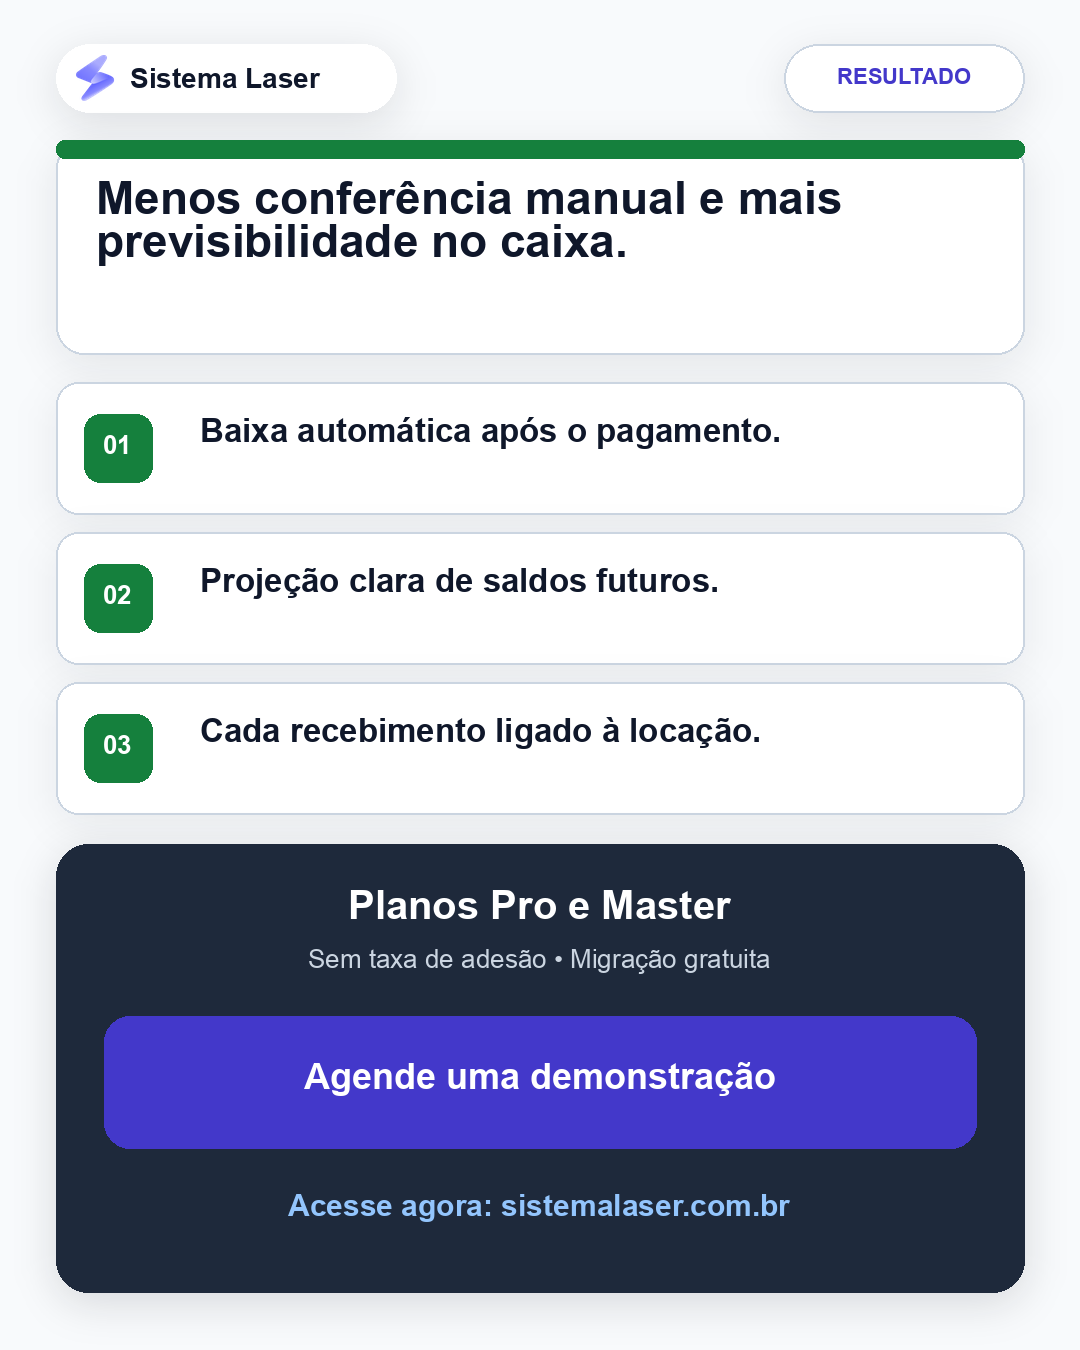 Sistema Laser
RESULTADO
Menos conferência manual e mais
previsibilidade no caixa.
01
Baixa automática após o pagamento.
02
Projeção clara de saldos futuros.
03
Cada recebimento ligado à locação.
Planos Pro e Master
Sem taxa de adesão • Migração gratuita
Agende uma demonstração
Acesse agora: sistemalaser.com.br